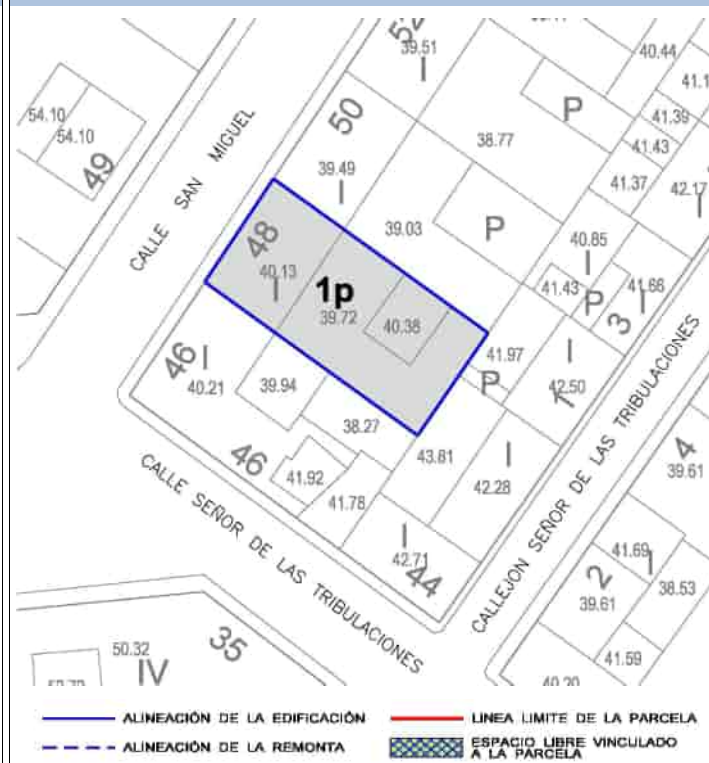 52
39.51
I
40.44
41.1
P
41.39
41.43
38.77
54.10
54.10
49
CALLE SAN MIGUEL
50
39.49
I
41.37
42.17
I
39.03
P
40.85
I
48
40.13
I
1p
39.72
40.38
41.43
P
41.66
I
3
41.97
I
42.50
1
P
46
I
40.21
39.94
38.27
43.81
I
42.28
46
41.92
41.78
I
42.71
44
CALLE SEÑOR DE LAS TRIBULACIONES
CALLEJON SEÑOR DE LAS TRIBULACIONES
4
39.61
41.69
I
2
39.61
38.53
41.59
40.20
50.32
IV
35
ALINEACIÓN DE LA EDIFICACIÓN
LINEA LIMITE DE LA PARCELA
ALINEACIÓN DE LA REMONTA
ESPACIO LIBRE VINCULADO
A LA PARCELA